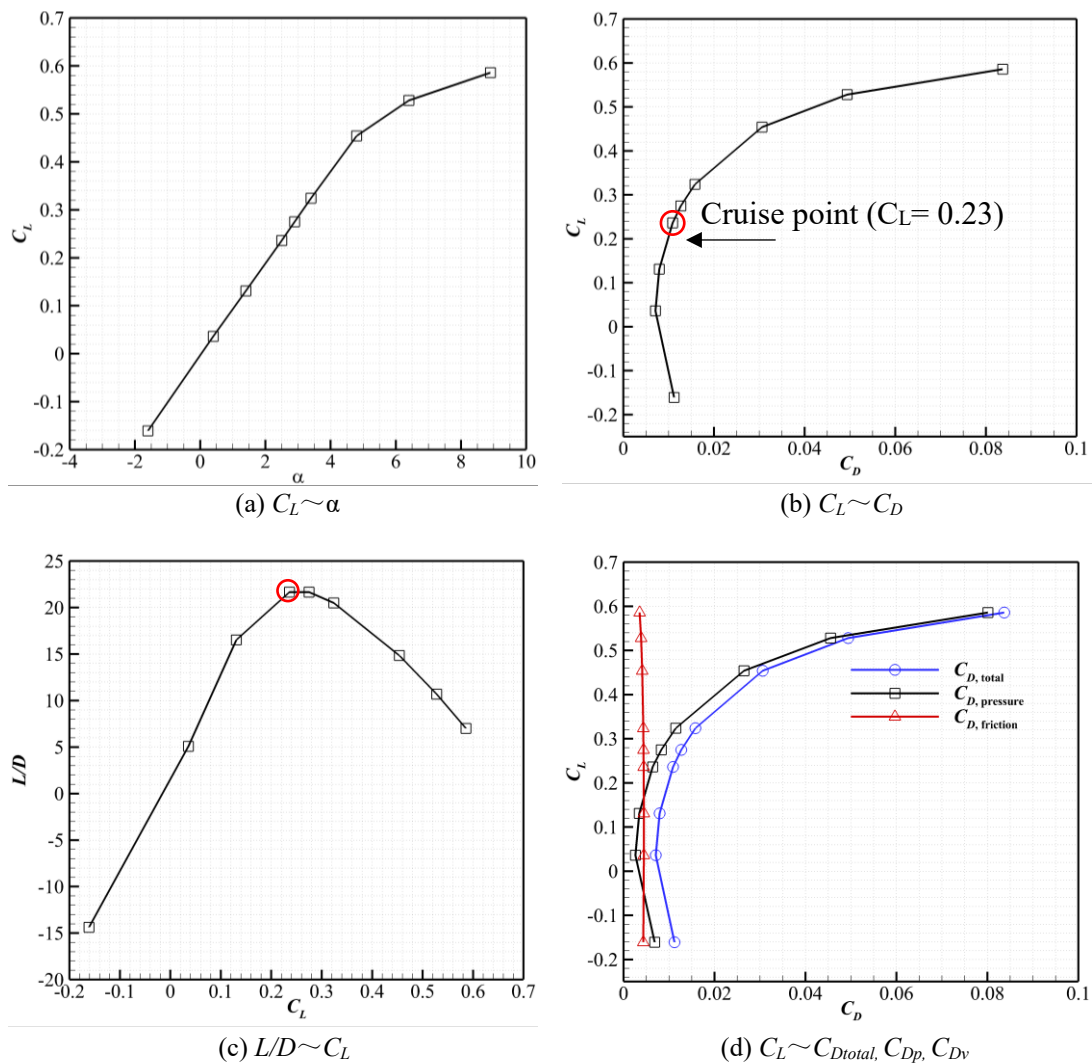 0.7
0.6
0.5
0.4
0.3
0.2
0.1
0
-0.1
-0.2
C_L
-4 -2 0 2 4 6 8 10
α
(a) C_L～α
0.7
0.6
0.5
0.4
0.3
0.2
0.1
0
-0.1
-0.2
C_L
Cruise point (C_L= 0.23)
0 0.02 0.04 0.06 0.08 0.1
C_D
(b) C_L～C_D
25
20
15
10
5
0
-5
-10
-15
-20
L/D
-0.2 -0.1 0 0.1 0.2 0.3 0.4 0.5 0.6 0.7
C_L
(c) L/D～C_L
0.7
0.6
0.5
0.4
0.3
0.2
0.1
0
-0.1
-0.2
C_L
C_D, total
C_D, pressure
C_D, friction
0 0.02 0.04 0.06 0.08 0.1
C_D
(d) C_L～C_Dtotal, C_Dp, C_Dv